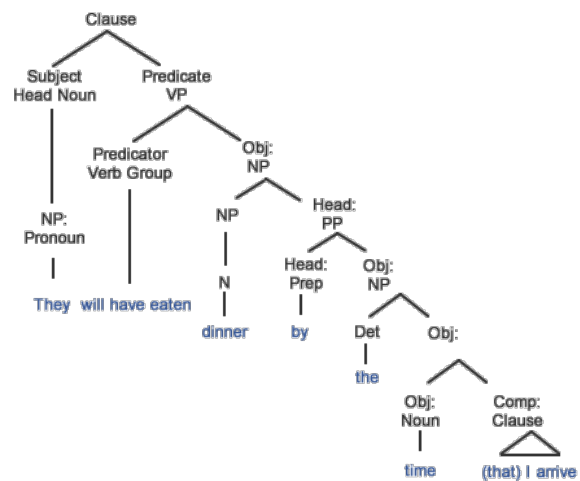 Clause
Subject Predicate
Head Noun VP
Predicator Obj:
Verb Group NP
NP: NP Head:
Pronoun PP
N Head: Obj:
Prep NP
They will have eaten
dinner by Det Obj:
the
Obj: Comp:
Noun Clause
time (that) I arrive